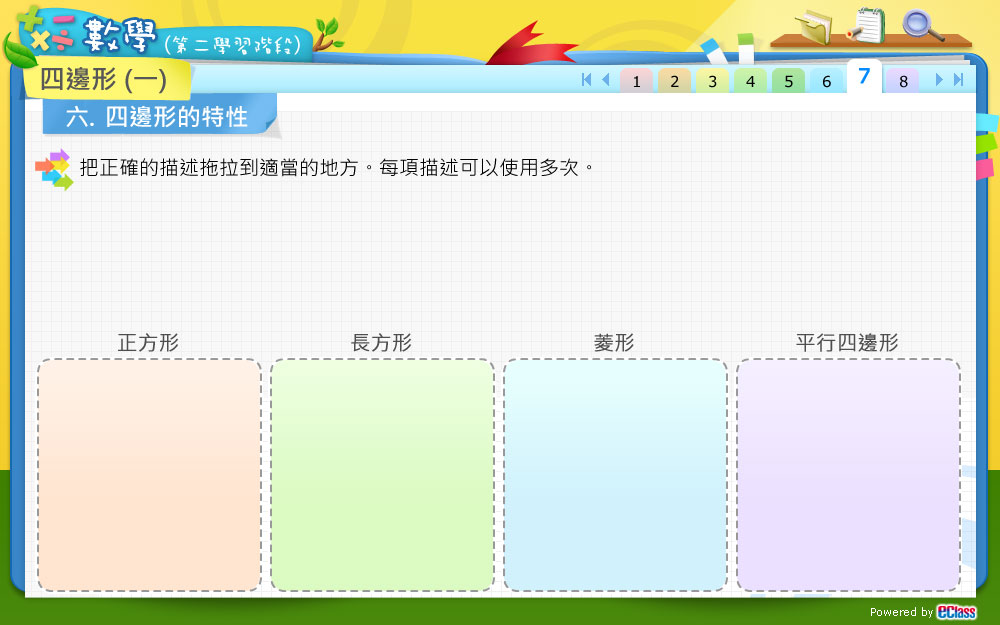 數學 (第二學習階段)
四邊形 (一)
1 2 3 4 5 6 7 8
六. 四邊形的特性
把正確的描述拖拉到適當的地方。每項描述可以使用多次。
正方形 長方形 菱形 平行四邊形
Powered by eClass